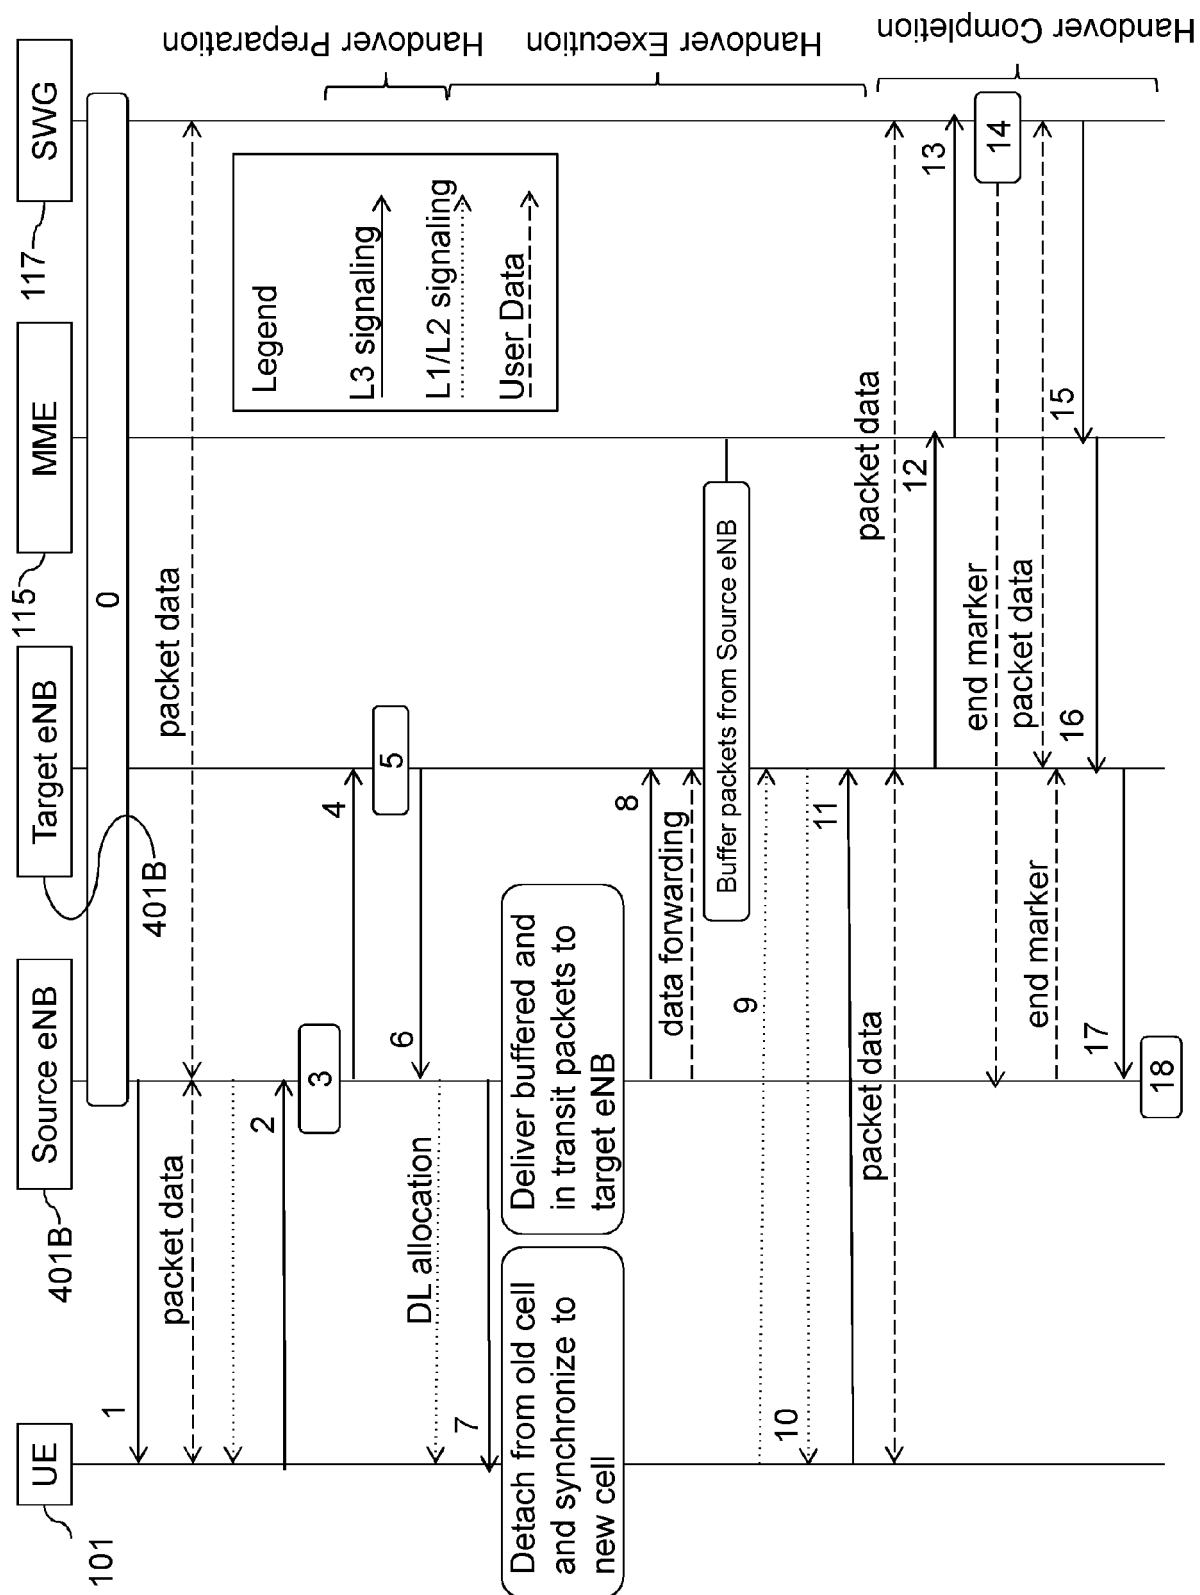 UE
Source eNB
Target eNB
MME
SWG
101
401B
401B
115
117
0
1
packet data
packet data
2
3
4
5
6
DL allocation
7
Legend
L3 signaling
L1/L2 signaling
User Data
Handover Preparation
Detach from old cell
and synchronize to
new cell
Deliver buffered and
in transit packets to
target eNB
8
data forwarding
Buffer packets from Source eNB
9
10
11
Handover Execution
packet data
packet data
12
13
14
end marker
packet data
end marker
15
16
17
18
Handover Completion